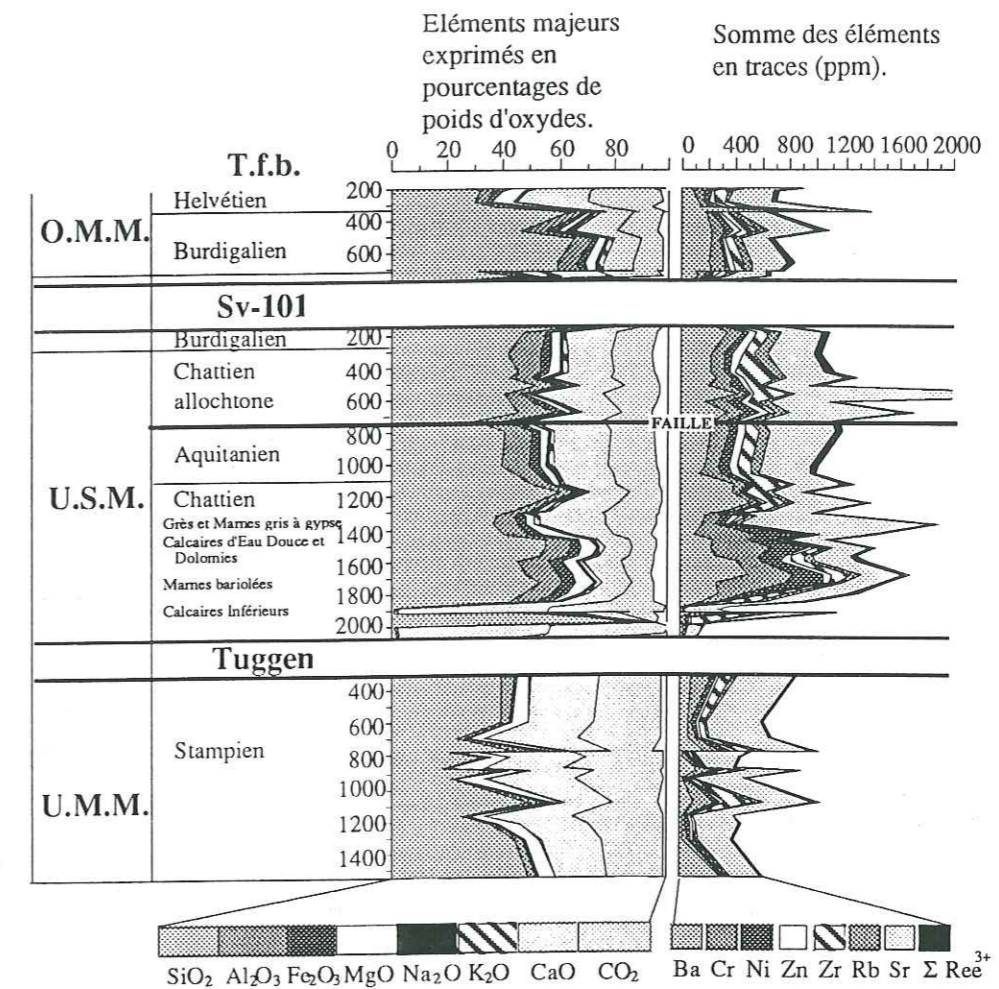 Eléments majeurs
exprimés en
pourcentages de
poids d'oxydes.
Somme des éléments
en traces (ppm).
0 20 40 60 80
0 400 1200 1600 2000
T.f.b.
O.M.M.
Helvétien
Burdigalien
200
400
600
Sv-101
U.S.M.
Burdigalien
Chattien
allochtone
200
400
600
FAILLE
Aquitanien
Chattien
Grès et Marnes gris à gypse
Calcaires d'Eau Douce et
Dolomies
Marnes bariolées
Calcaires Inférieurs
800
1000
1200
1400
1600
1800
2000
Tuggen
U.M.M.
Stampien
400
600
800
1000
1200
1400
SiO2 Al2O3 Fe2O3 MgO Na2O K2O CaO CO2
Ba Cr Ni Zn Zr Rb Sr Σ Ree3+